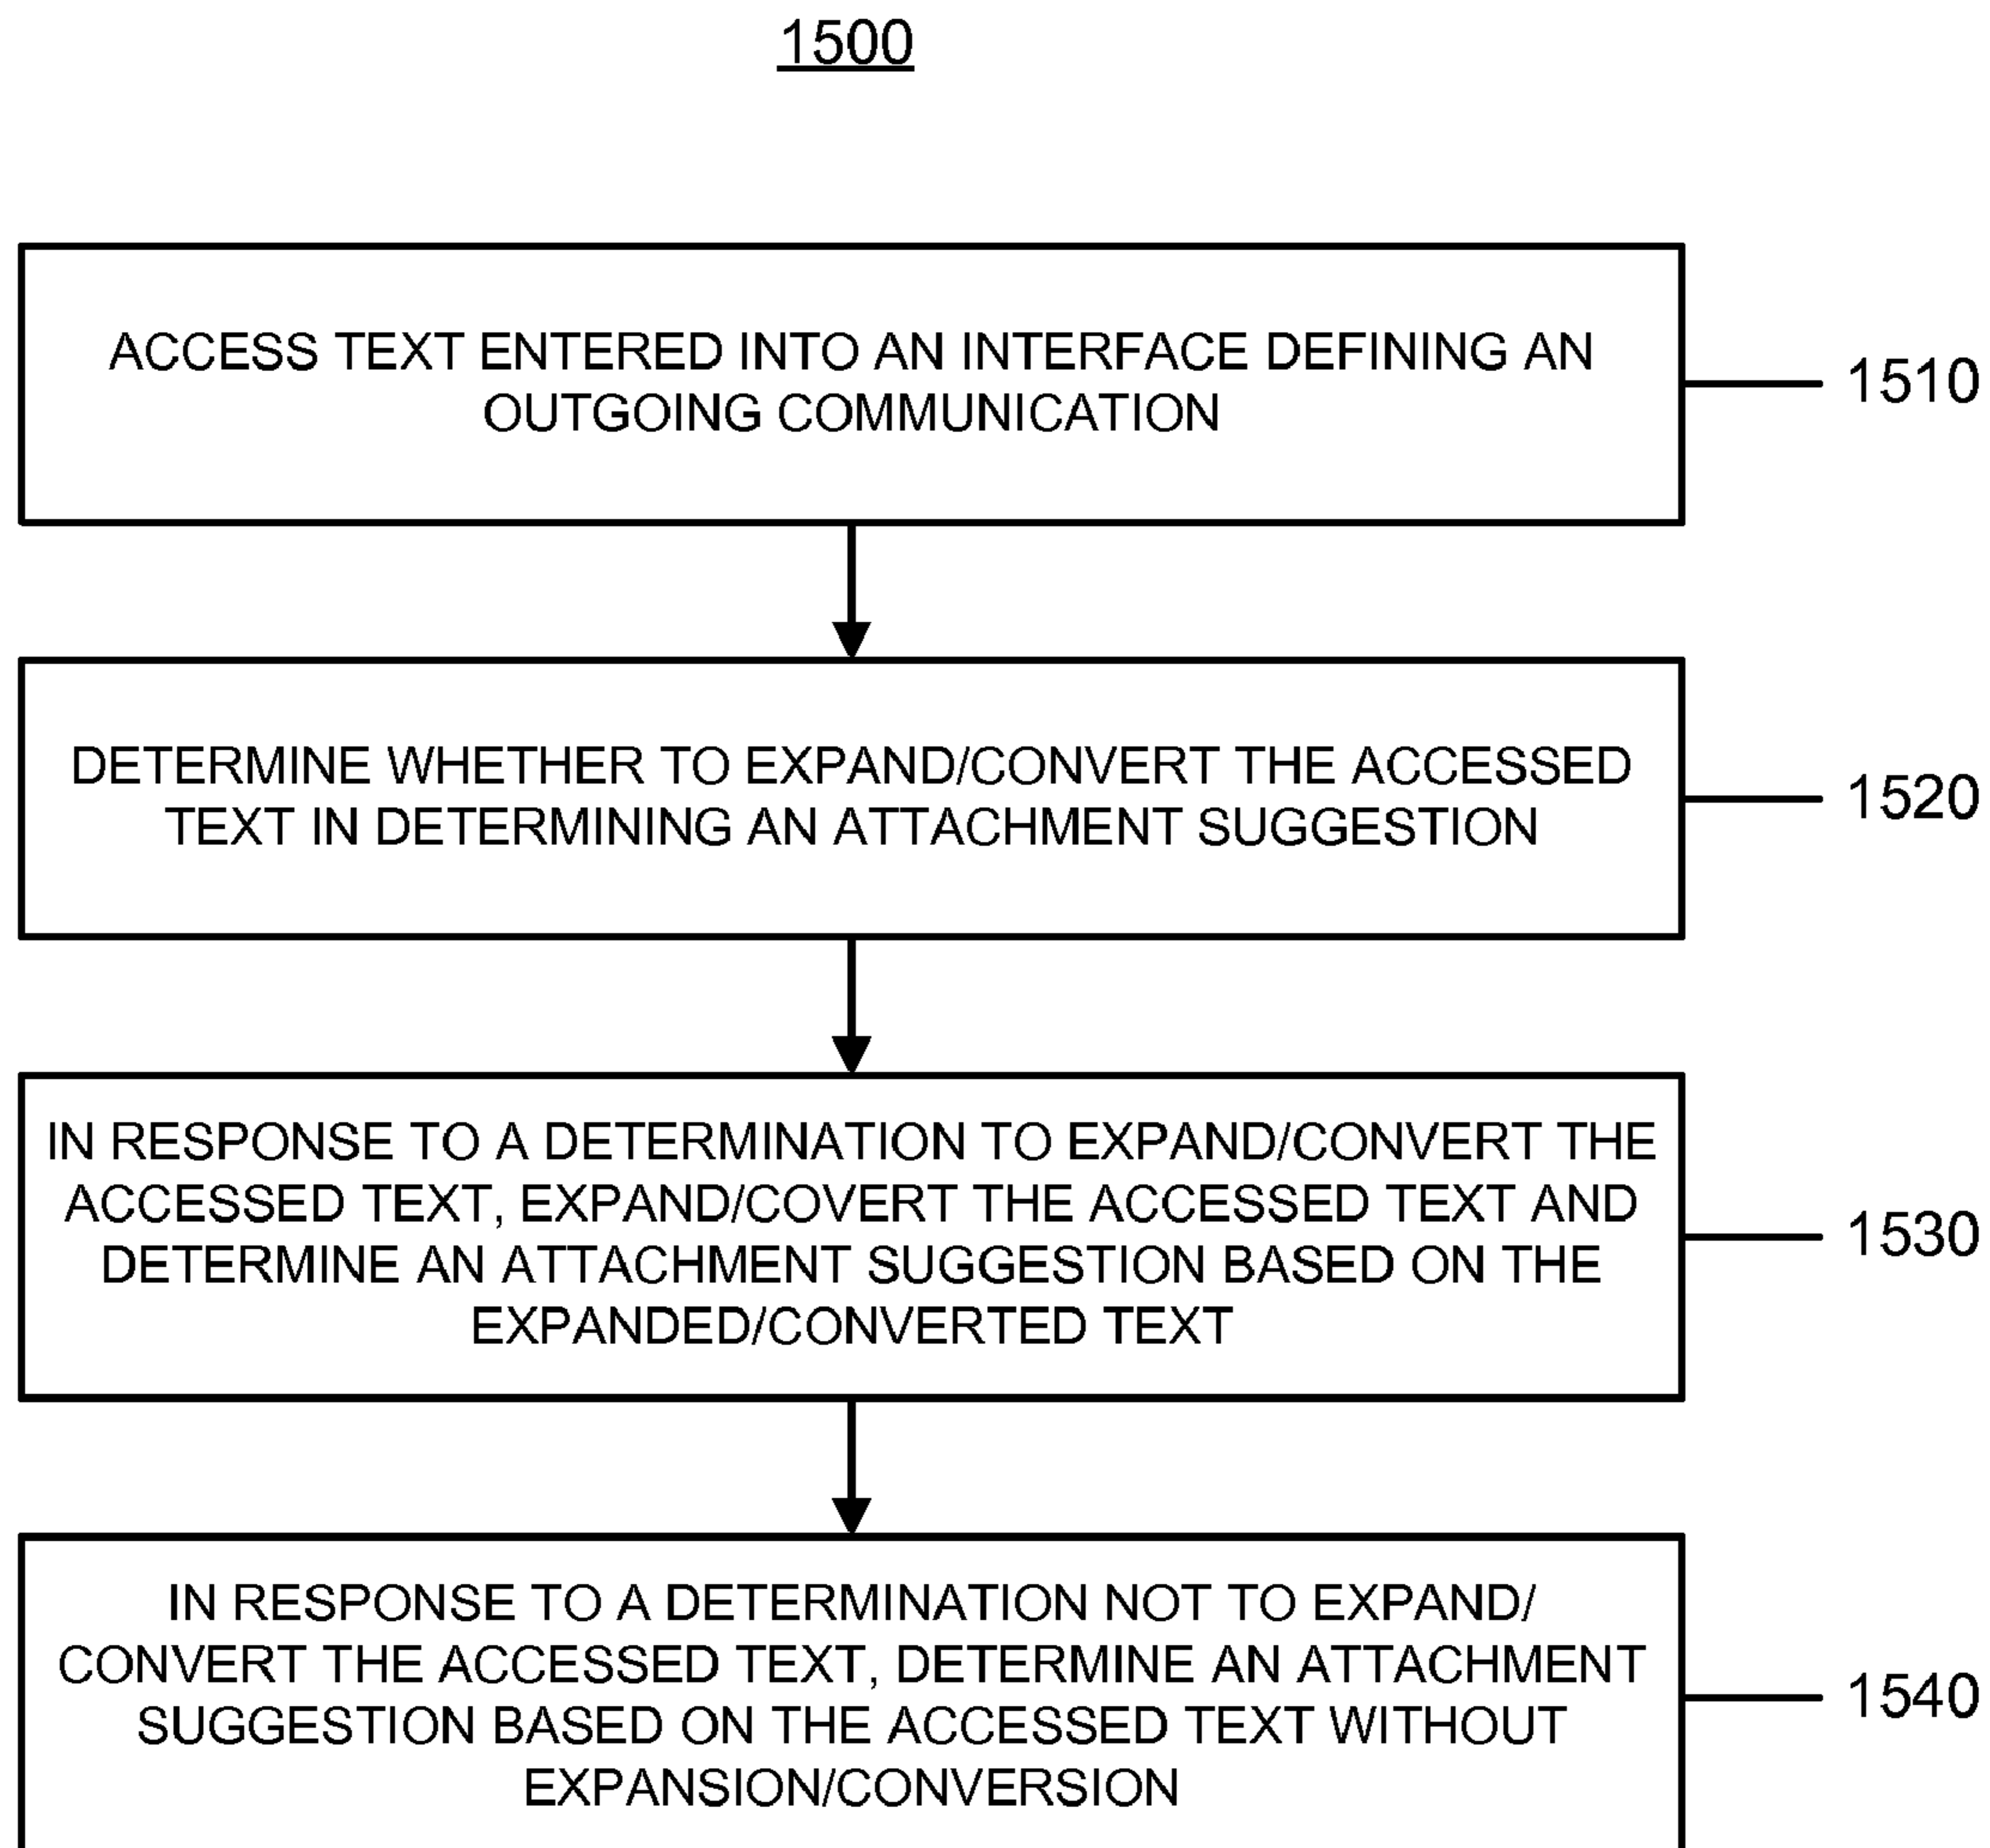 1500
ACCESS TEXT ENTERED INTO AN INTERFACE DEFINING AN
OUTGOING COMMUNICATION
1510
DETERMINE WHETHER TO EXPAND/CONVERT THE ACCESSED
TEXT IN DETERMINING AN ATTACHMENT SUGGESTION
1520
IN RESPONSE TO A DETERMINATION TO EXPAND/CONVERT THE
ACCESSED TEXT, EXPAND/COVERT THE ACCESSED TEXT AND
DETERMINE AN ATTACHMENT SUGGESTION BASED ON THE
EXPANDED/CONVERTED TEXT
1530
IN RESPONSE TO A DETERMINATION NOT TO EXPAND/
CONVERT THE ACCESSED TEXT, DETERMINE AN ATTACHMENT
SUGGESTION BASED ON THE ACCESSED TEXT WITHOUT
EXPANSION/CONVERSION
1540